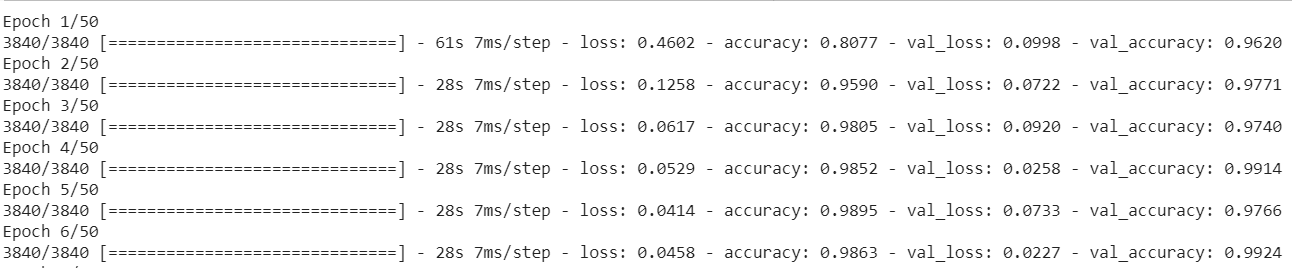 Epoch 1/50
3840/3840 [==============================] - 61s 7ms/step - loss: 0.4602 - accuracy: 0.8077 - val_loss: 0.0998 - val_accuracy: 0.9620
Epoch 2/50
3840/3840 [==============================] - 28s 7ms/step - loss: 0.1258 - accuracy: 0.9590 - val_loss: 0.0722 - val_accuracy: 0.9771
Epoch 3/50
3840/3840 [==============================] - 28s 7ms/step - loss: 0.0617 - accuracy: 0.9805 - val_loss: 0.0920 - val_accuracy: 0.9740
Epoch 4/50
3840/3840 [==============================] - 28s 7ms/step - loss: 0.0529 - accuracy: 0.9852 - val_loss: 0.0258 - val_accuracy: 0.9914
Epoch 5/50
3840/3840 [==============================] - 28s 7ms/step - loss: 0.0414 - accuracy: 0.9895 - val_loss: 0.0733 - val_accuracy: 0.9766
Epoch 6/50
3840/3840 [==============================] - 28s 7ms/step - loss: 0.0458 - accuracy: 0.9863 - val_loss: 0.0227 - val_accuracy: 0.9924